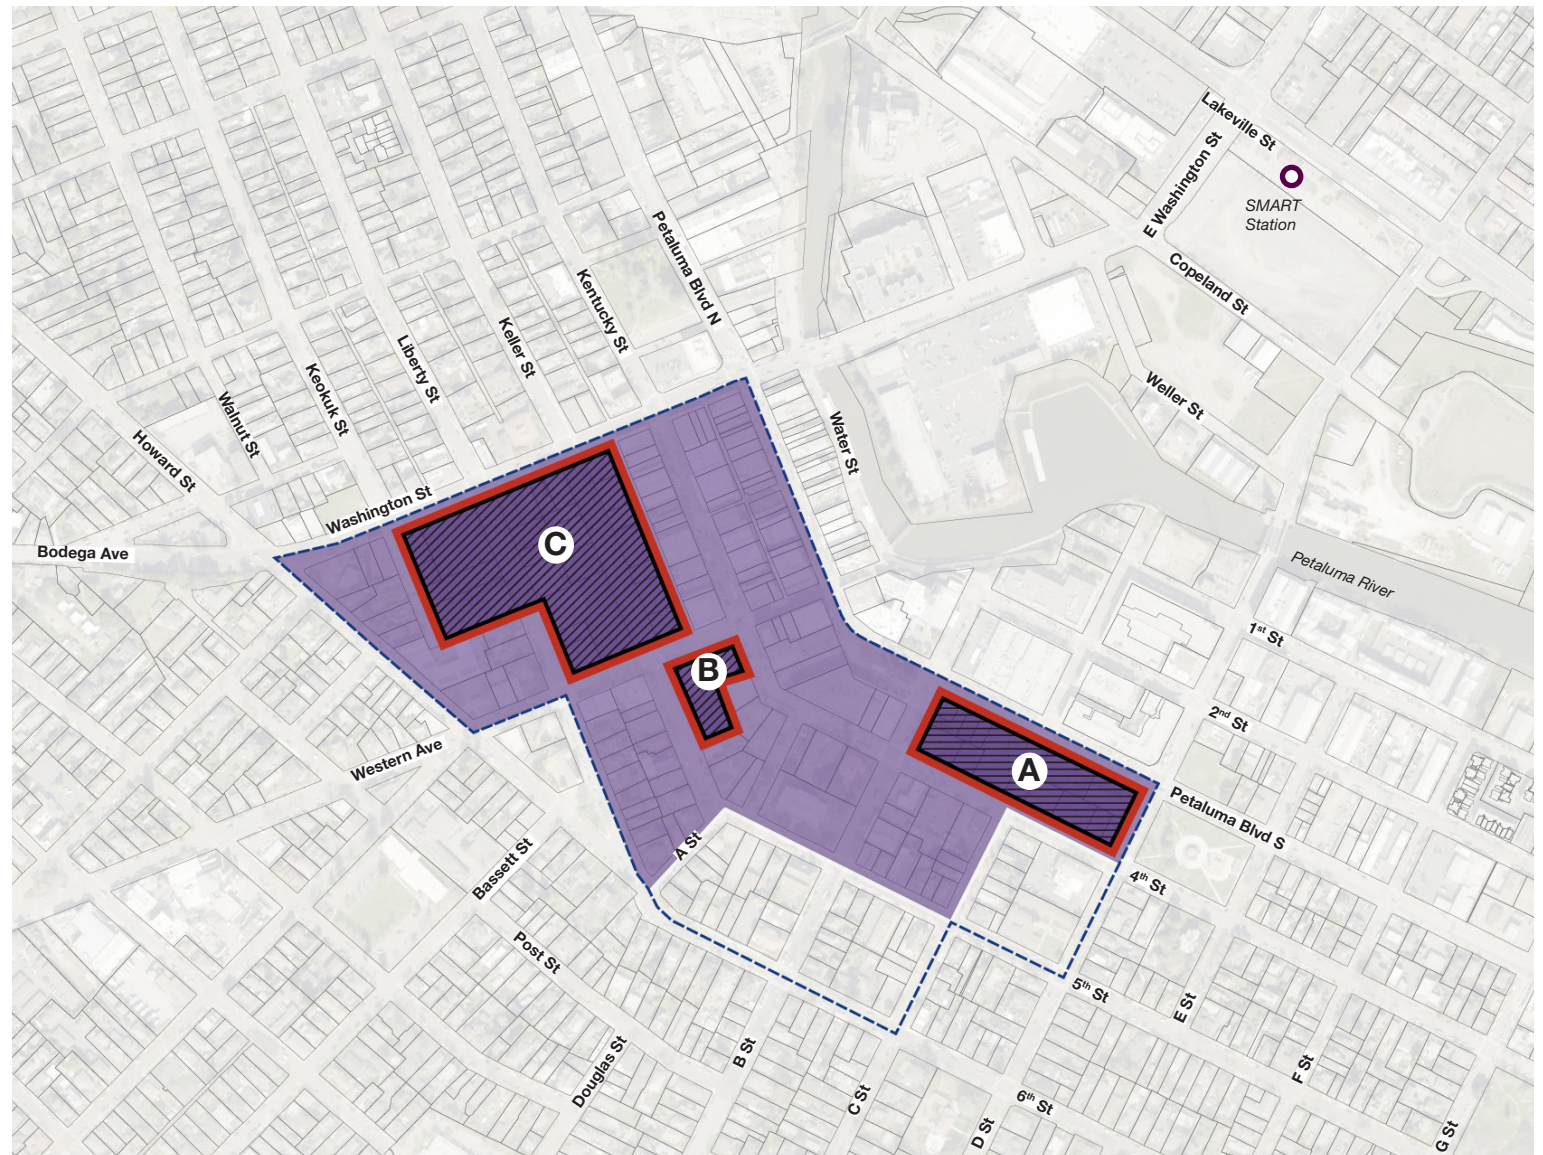 Lakeville St
E Washington St
SMART
Station
Petaluma Blvd N
Copeland St
Kentucky St
Keller St
Liberty St
Keokuk St
Walnut St
Weller St
Howard St
Water St
Washington St
Bodega Ave
C
Petaluma River
1st St
B
2nd St
A
Western Ave
Petaluma Blvd S
A St
Bassett St
4th St
Post St
5th St
E St
B St
Douglas St
F St
C St
6th St
D St
G St